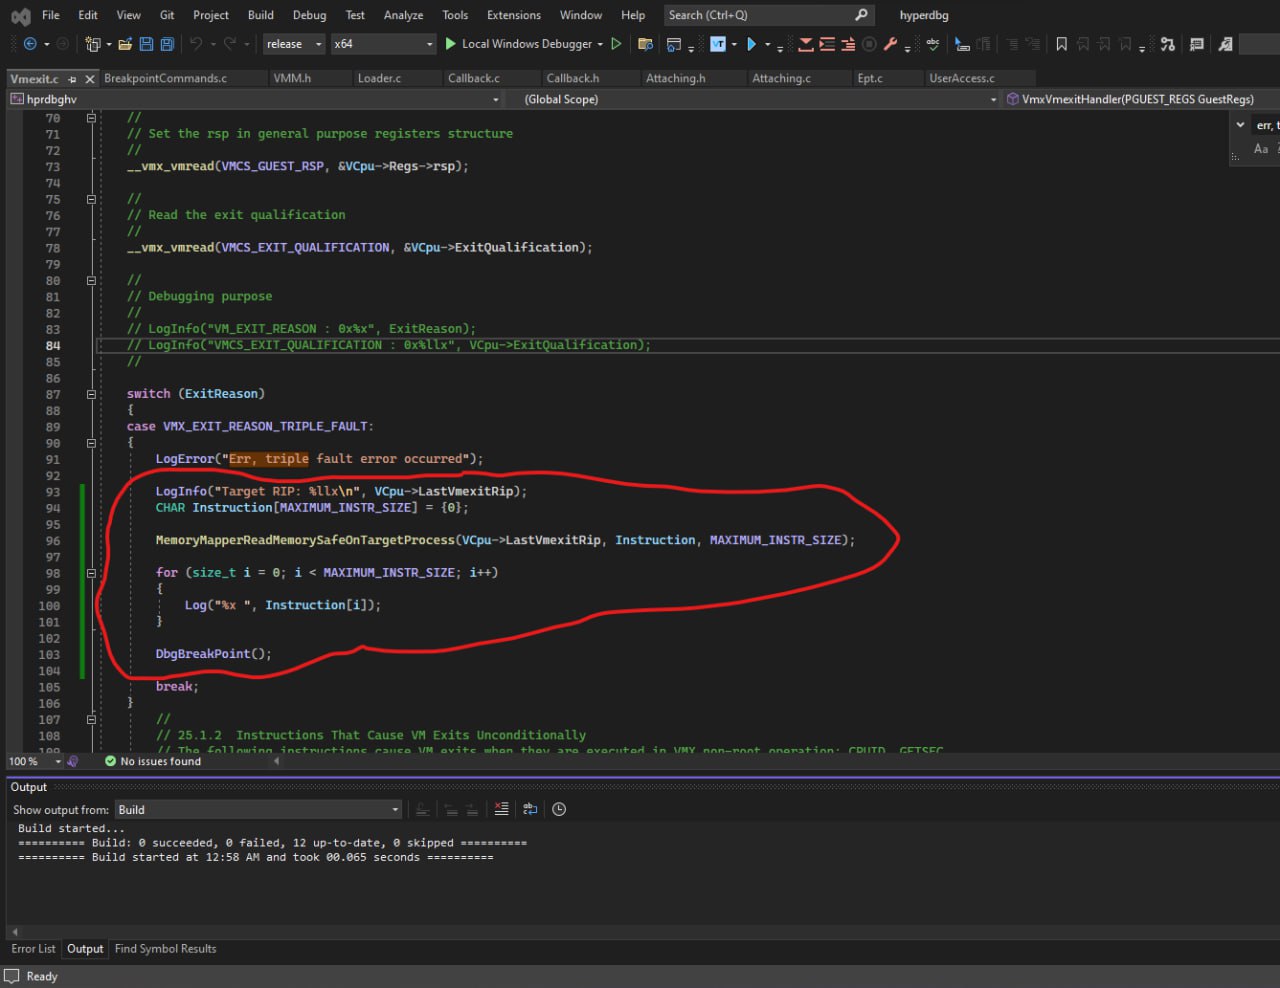 File Edit View Git Project Build Debug Test Analyze Tools Extensions Window Help Search (Ctrl+Q) hyperdbg
release x64 Local Windows Debugger
Vmexit.c BreakpointCommands.c VMM.h Loader.c Callback.c Callback.h Attaching.h Attaching.c Ept.c UserAccess.c
hprdbghv (Global Scope) VmxVmexitHandler(PGUEST_REGS GuestRegs)
err, t
Aa
70 //
71 // Set the rsp in general purpose registers structure
72 //
73 __vmx_vmread(VMCS_GUEST_RSP, &VCpu->Regs->rsp);
74
75 //
76 // Read the exit qualification
77 //
78 __vmx_vmread(VMCS_EXIT_QUALIFICATION, &VCpu->ExitQualification);
79
80 //
81 // Debugging purpose
82 //
83 // LogInfo("VM_EXIT_REASON : 0x%x", ExitReason);
84 // LogInfo("VMCS_EXIT_QUALIFICATION : 0x%llx", VCpu->ExitQualification);
85 //
86
87 switch (ExitReason)
88 {
89 case VMX_EXIT_REASON_TRIPLE_FAULT:
90 {
91 LogError("Err, triple fault error occurred");
92
93 LogInfo("Target RIP: %llx\n", VCpu->LastVmexitRip);
94 CHAR Instruction[MAXIMUM_INSTR_SIZE] = {0};
95
96 MemoryMapperReadMemorySafeOnTargetProcess(VCpu->LastVmexitRip, Instruction, MAXIMUM_INSTR_SIZE);
97
98 for (size_t i = 0; i < MAXIMUM_INSTR_SIZE; i++)
99 {
100 Log("%x ", Instruction[i]);
101 }
102
103 DbgBreakPoint();
104
105 break;
106 }
107 //
108 // 25.1.2  Instructions That Cause VM Exits Unconditionally
109 // The following instructions cause VM exits when they are executed in VMX non-root operation: CPUID, GETSEC
100 % No issues found
Output
Show output from: Build
Build started...
========== Build: 0 succeeded, 0 failed, 12 up-to-date, 0 skipped ==========
========== Build started at 12:58 AM and took 00.065 seconds ==========
Error List Output Find Symbol Results
Ready